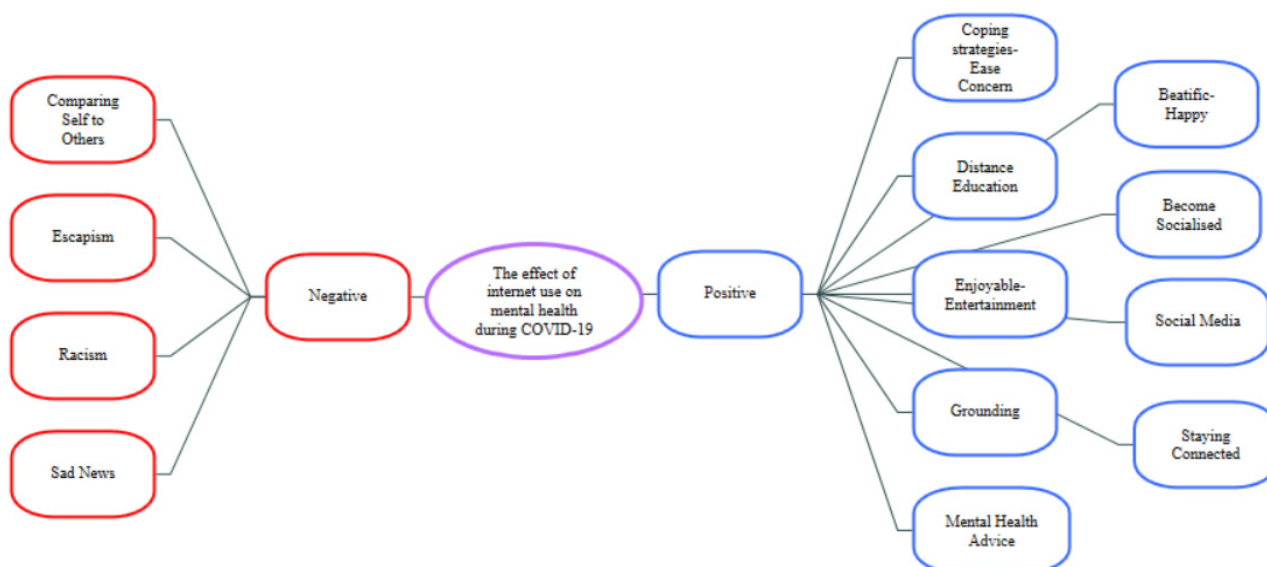 Comparing
Self to
Others
Escapism
Racism
Sad News
Negative
The effect of
internet use on
mental health
during COVID-19
Positive
Coping
strategies-
Ease
Concern
Distance
Education
Enjoyable-
Entertainment
Grounding
Mental Health
Advice
Beatific-
Happy
Become
Socialised
Social Media
Staying
Connected